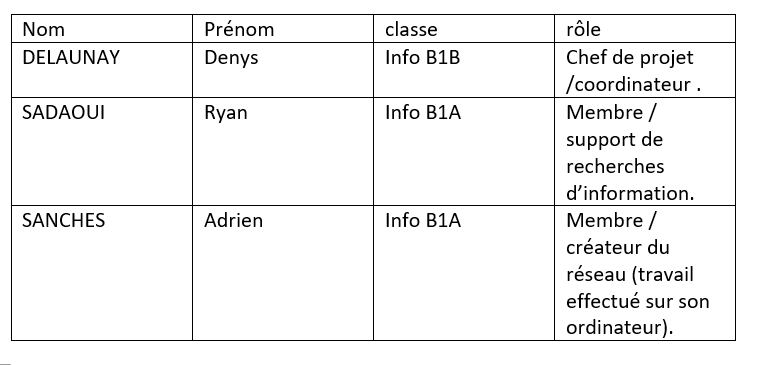 Nom Prénom classe rôle
DELAUNAY Denys Info B1B Chef de projet
/coordinateur .
SADAOUI Ryan Info B1A Membre /
support de
recherches
d’information.
SANCHES Adrien Info B1A Membre /
créateur du
réseau (travail
effectué sur son
ordinateur).